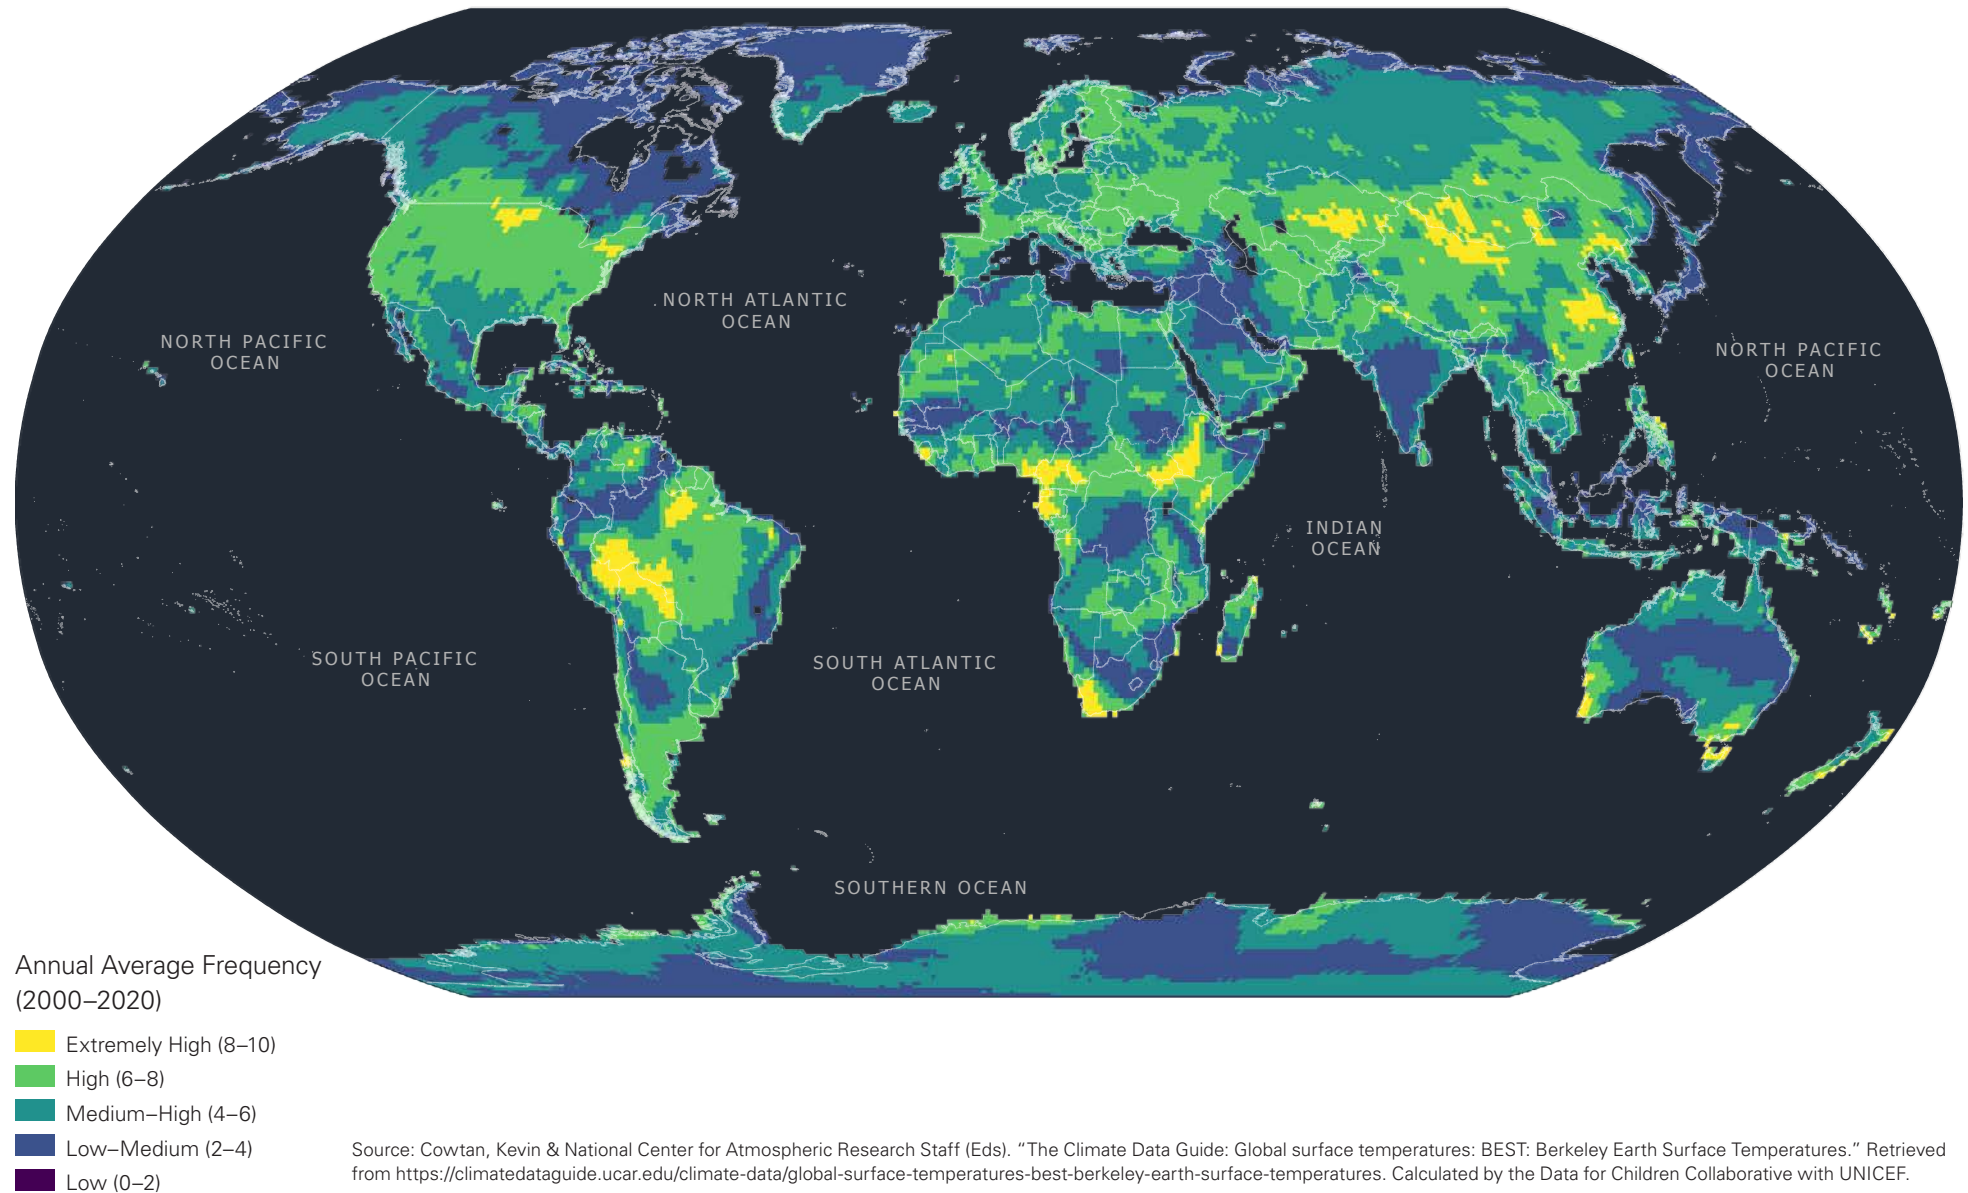 NORTH ATLANTIC
OCEAN
NORTH PACIFIC
OCEAN
NORTH PACIFIC
OCEAN
INDIAN
OCEAN
SOUTH PACIFIC
OCEAN
SOUTH ATLANTIC
OCEAN
SOUTHERN OCEAN
Annual Average Frequency
(2000–2020)
Extremely High (8–10)
High (6–8)
Medium–High (4–6)
Low–Medium (2–4)
Low (0–2)
Source: Cowtan, Kevin & National Center for Atmospheric Research Staff (Eds). “The Climate Data Guide: Global surface temperatures: BEST: Berkeley Earth Surface Temperatures.” Retrieved
from https://climatedataguide.ucar.edu/climate-data/global-surface-temperatures-best-berkeley-earth-surface-temperatures. Calculated by the Data for Children Collaborative with UNICEF.